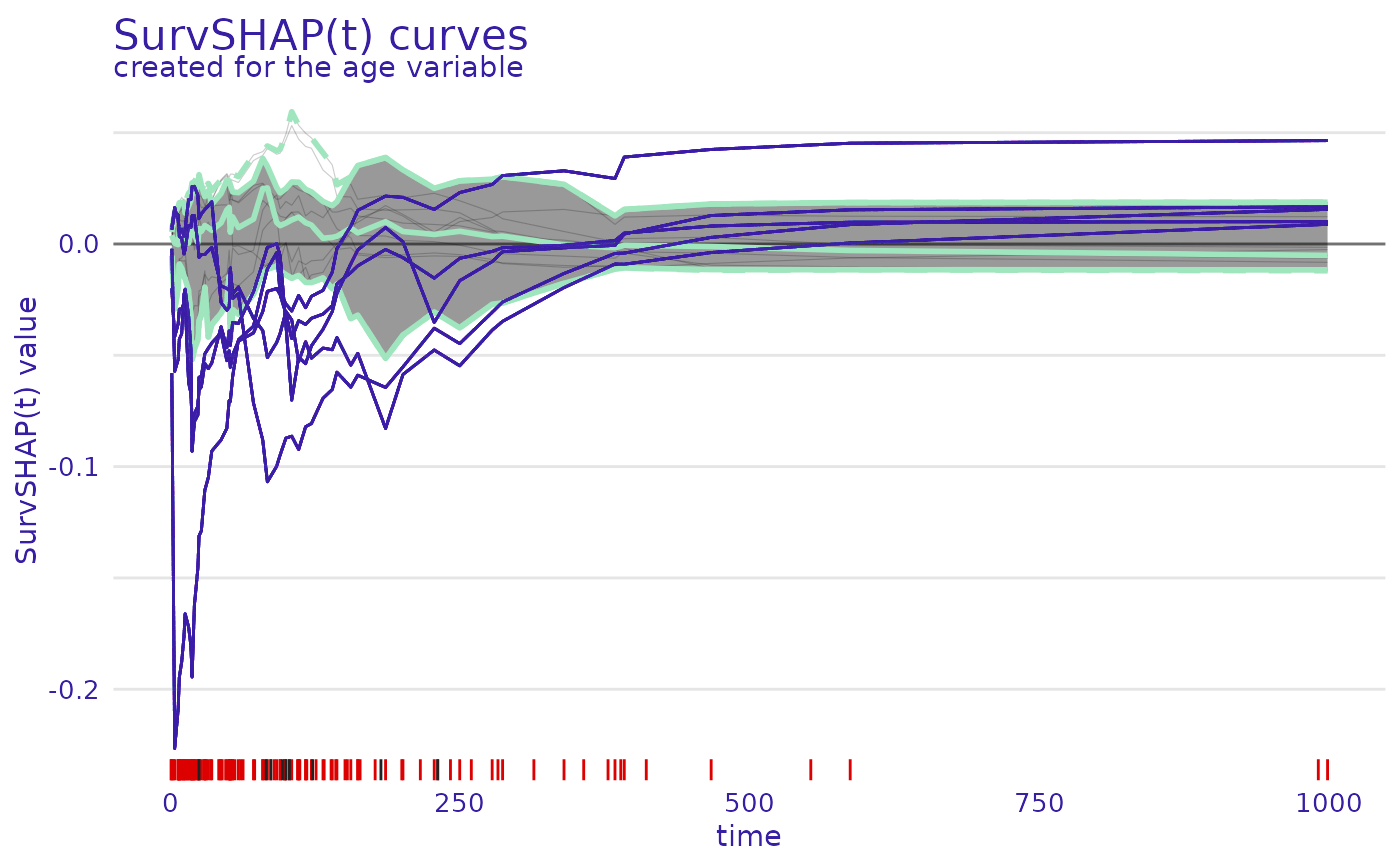 SurvSHAP(t) curves
created for the age variable
SurvSHAP(t) value
0.0
-0.1
-0.2
0
250
500
750
1000
time